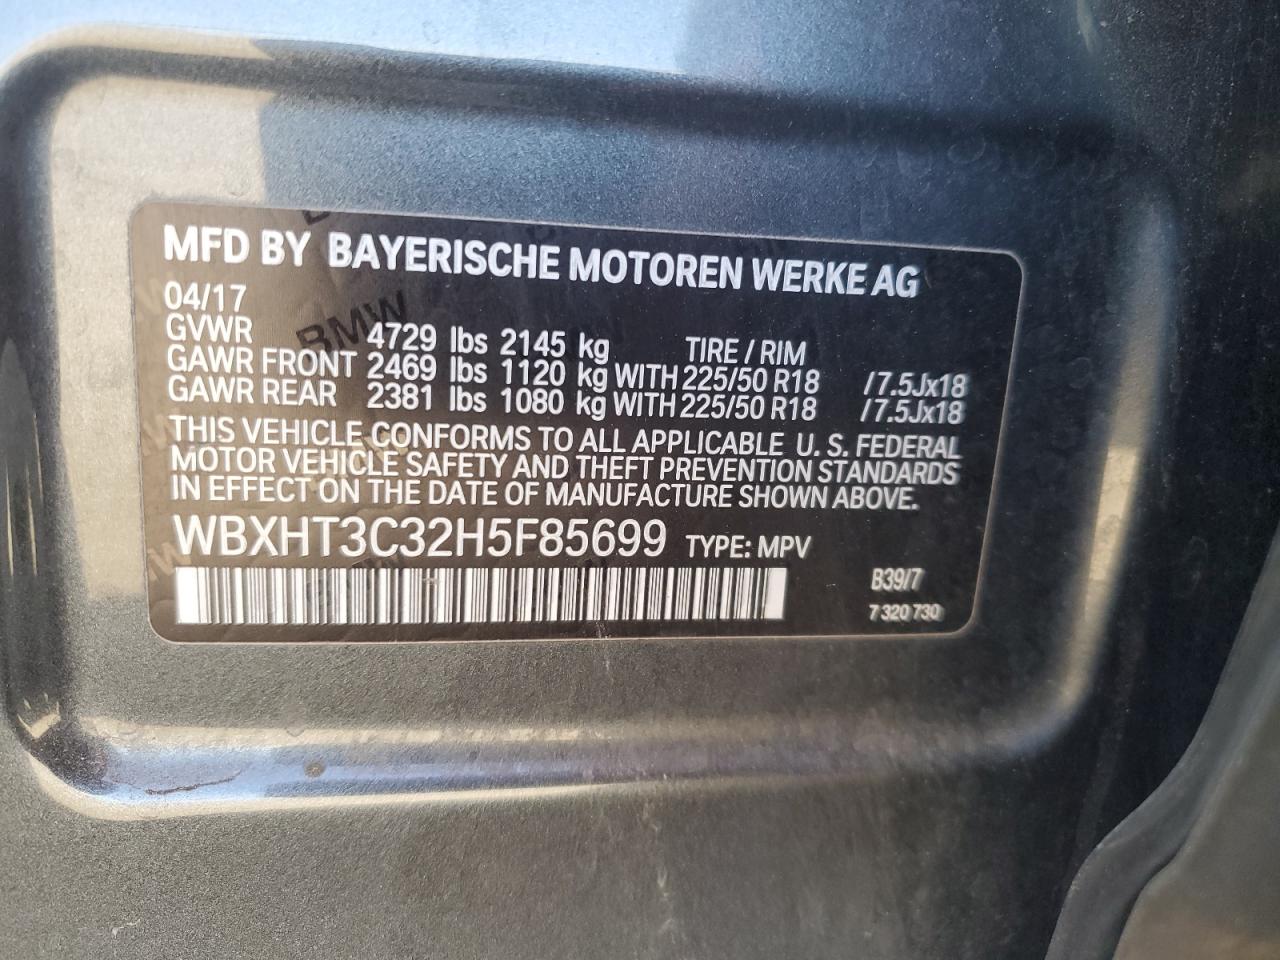 MFD BY BAYERISCHE MOTOREN WERKE AG
04/17
GVWR 4729 lbs 2145 kg TIRE / RIM
GAWR FRONT 2469 lbs 1120 kg WITH 225/50 R18 /7.5Jx18
GAWR REAR 2381 lbs 1080 kg WITH 225/50 R18 /7.5Jx18
THIS VEHICLE CONFORMS TO ALL APPLICABLE U. S. FEDERAL
MOTOR VEHICLE SAFETY AND THEFT PREVENTION STANDARDS
IN EFFECT ON THE DATE OF MANUFACTURE SHOWN ABOVE.
WBXHT3C32H5F85699 TYPE: MPV
B39/7
7 320 730
BMW